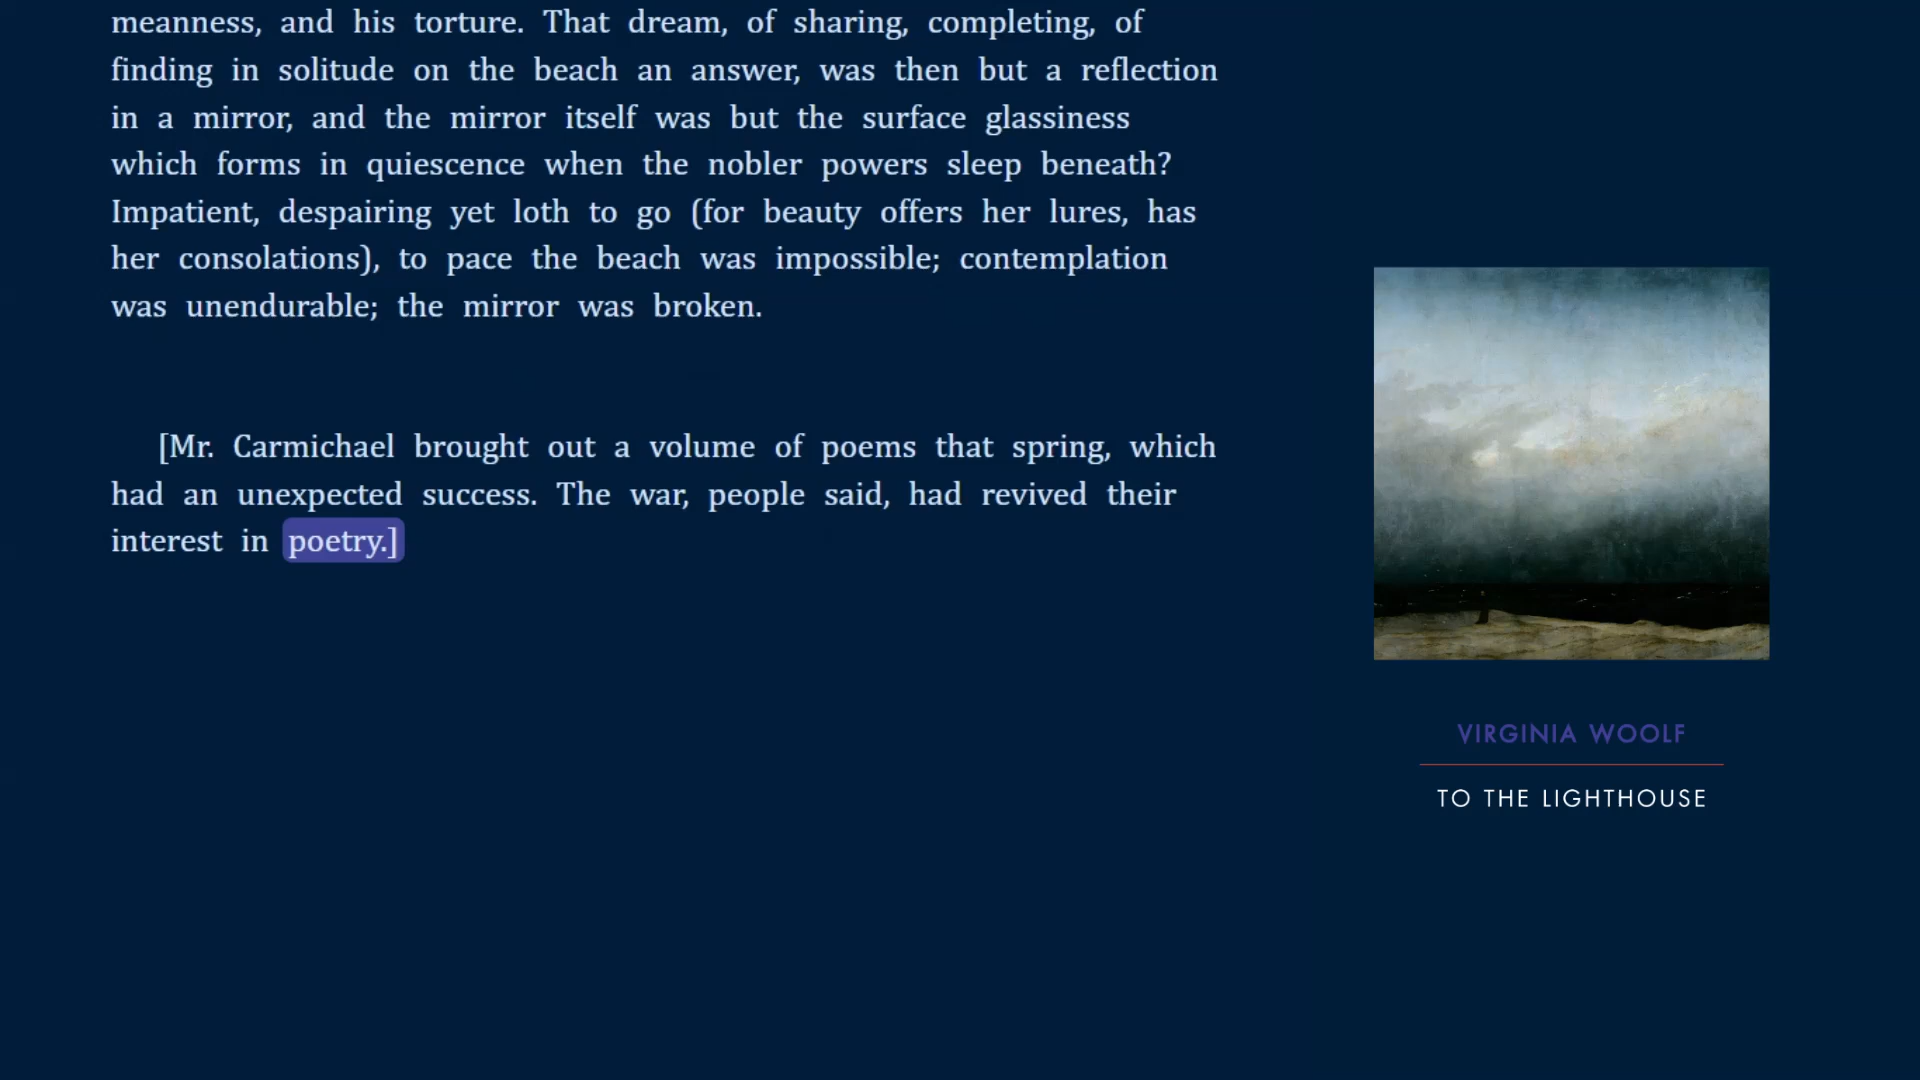 meanness, and his torture. That dream, of sharing, completing, of
finding in solitude on the beach an answer, was then but a reflection
in a mirror, and the mirror itself was but the surface glassiness
which forms in quiescence when the nobler powers sleep beneath?
Impatient, despairing yet loth to go (for beauty offers her lures, has
her consolations), to pace the beach was impossible; contemplation
was unendurable; the mirror was broken.
[Mr. Carmichael brought out a volume of poems that spring, which
had an unexpected success. The war, people said, had revived their
interest in poetry.]
VIRGINIA WOOLF
TO THE LIGHTHOUSE